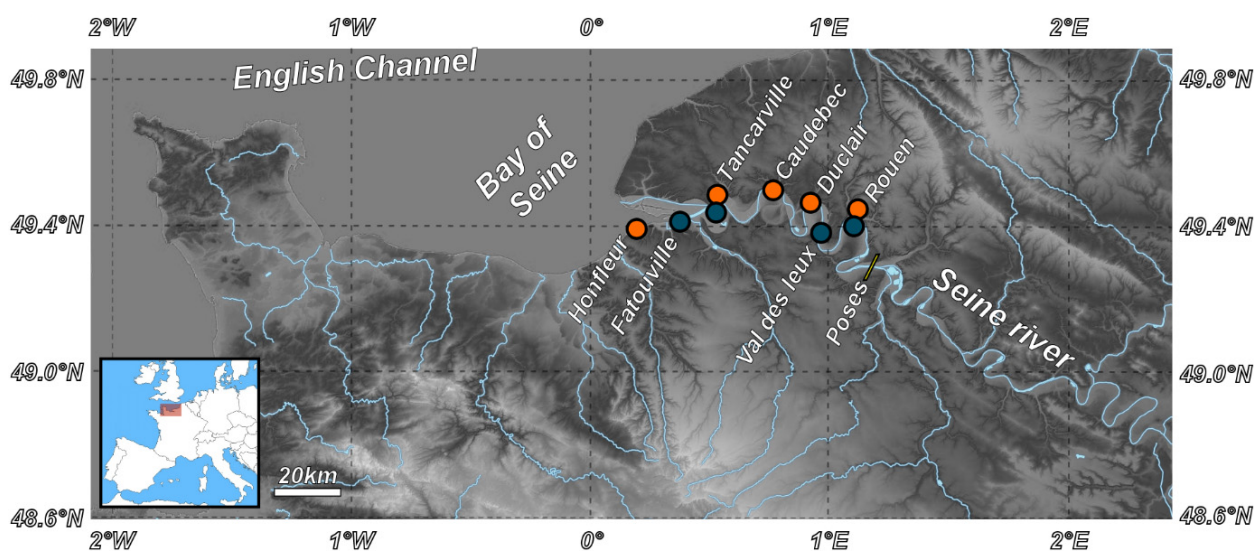 2°W 1°W 0° 1°E 2°E
49.8°N 49.8°N
English Channel
Bay of
Seine
Tancarville
Caudebec
Duclair
Rouen
49.4°N 49.4°N
Honfleur
Fatouville
Val des leux
Poses
Seine river
49.0°N 49.0°N
20km
48.6°N 48.6°N
2°W 1°W 0° 1°E 2°E